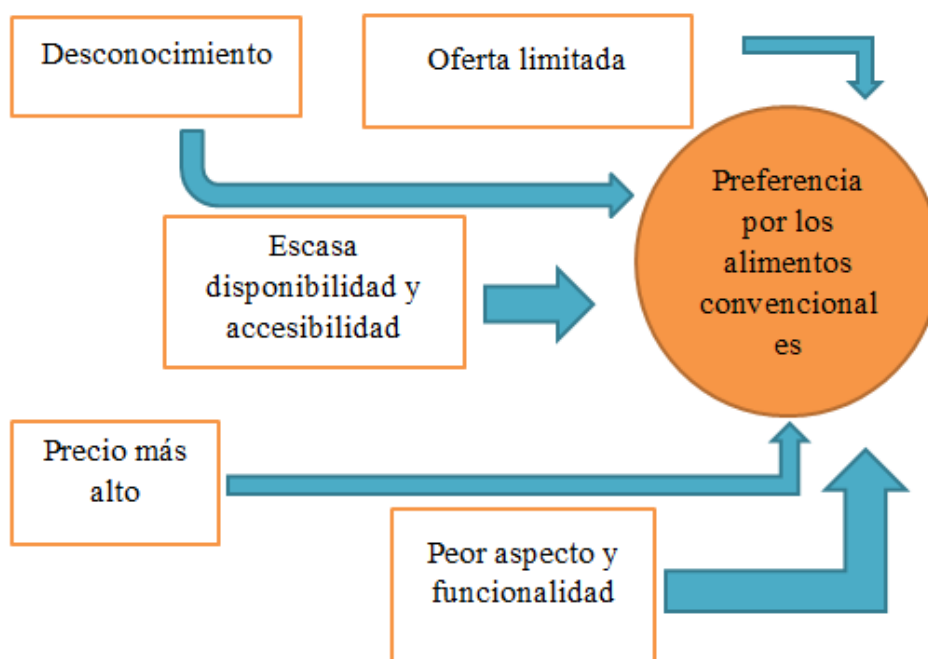 Desconocimiento
Oferta limitada
Preferencia
por los
alimentos
convencional
es
Escasa
disponibilidad y
accesibilidad
Precio más
alto
Peor aspecto y
funcionalidad